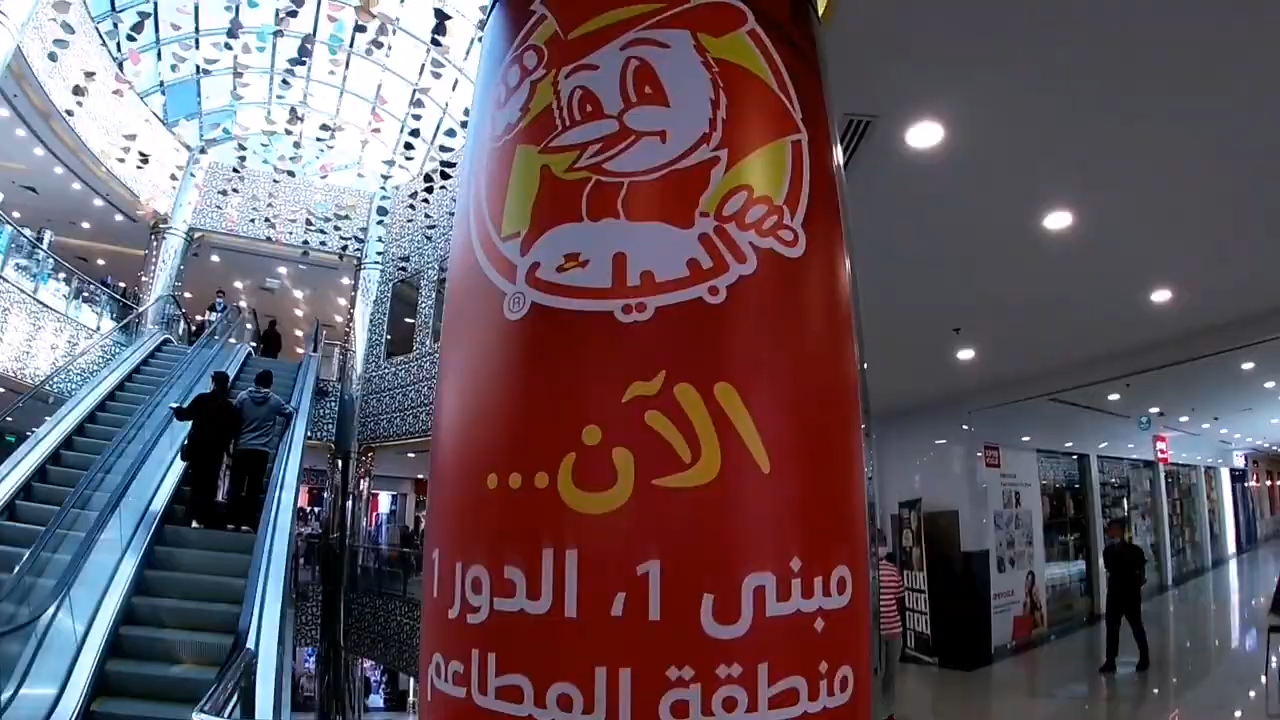 البيك
®
الآن...
مبنى 1، الدور 1
منطقة المطاعم